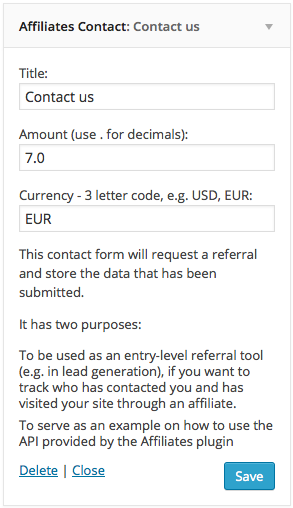 Affiliates Contact: Contact us
Title:
Contact us
Amount (use . for decimals):
7.0
Currency - 3 letter code, e.g. USD, EUR:
EUR
This contact form will request a referral
and store the data that has been
submitted.
It has two purposes:
To be used as an entry-level referral tool
(e.g. in lead generation), if you want to
track who has contacted you and has
visited your site through an affiliate.
To serve as an example on how to use the
API provided by the Affiliates plugin
Delete | Close Save